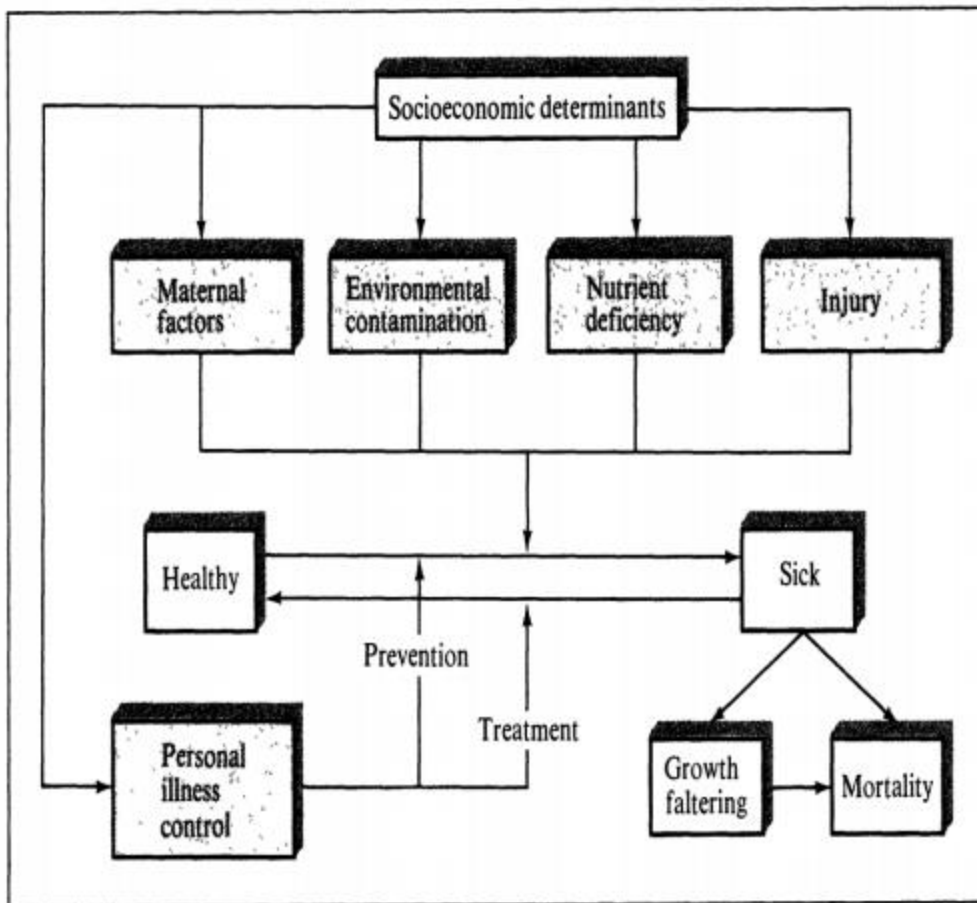 Socioeconomic determinants
Maternal
factors
Environmental
contamination
Nutrient
deficiency
Injury
Healthy
Sick
Prevention
Treatment
Personal
illness
control
Growth
faltering
Mortality